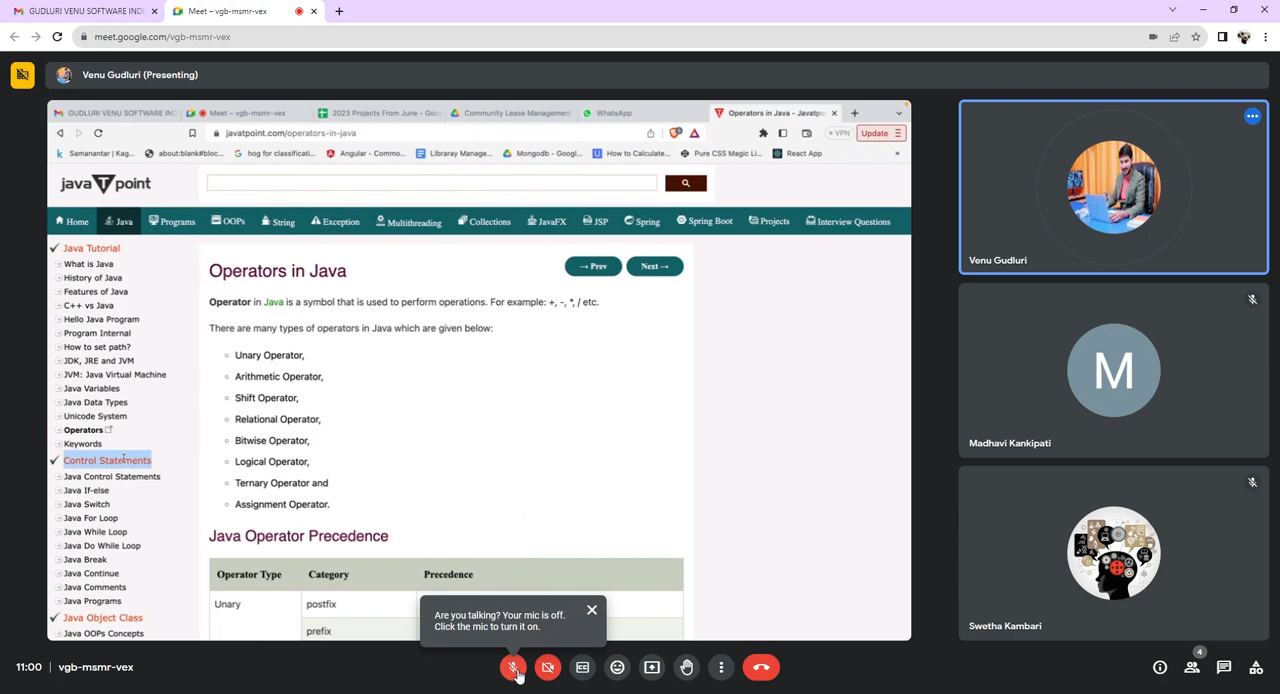 GUDLURI VENU SOFTWARE INDI
Meet – vgb-msmr-vex
meet.google.com/vgb-msmr-vex
Venu Gudluri (Presenting)
GUDLURI VENU SOFTWARE IND
Meet – vgb-msmr-vex
2023 Projects From June - Goo
Community Lease Management
WhatsApp
Operators in Java - Javatpo
javatpoint.com/operators-in-java
VPN
Update
Samanantar | Kag...
about:blank#bloc...
hog for classificati...
Angular - Commo...
Libraray Manage...
Mongodb - Googl...
How to Calculate...
Pure CSS Magic Li...
React App
»
javaTpoint
Home
Java
Programs
OOPs
String
Exception
Multithreading
Collections
JavaFX
JSP
Spring
Spring Boot
Projects
Interview Questions
Java Tutorial
What is Java
History of Java
Features of Java
C++ vs Java
Hello Java Program
Program Internal
How to set path?
JDK, JRE and JVM
JVM: Java Virtual Machine
Java Variables
Java Data Types
Unicode System
Operators
Keywords
Control Statements
Java Control Statements
Java If-else
Java Switch
Java For Loop
Java While Loop
Java Do While Loop
Java Break
Java Continue
Java Comments
Java Programs
Java Object Class
Java OOPs Concepts
Operators in Java
→ Prev
Next →
Operator in Java is a symbol that is used to perform operations. For example: +, -, *, / etc.
There are many types of operators in Java which are given below:
Unary Operator,
Arithmetic Operator,
Shift Operator,
Relational Operator,
Bitwise Operator,
Logical Operator,
Ternary Operator and
Assignment Operator.
Java Operator Precedence
Operator Type Category Precedence
Unary postfix
prefix
Are you talking? Your mic is off.
Click the mic to turn it on.
Venu Gudluri
M
Madhavi Kankipati
Swetha Kambari
11:00 | vgb-msmr-vex
4